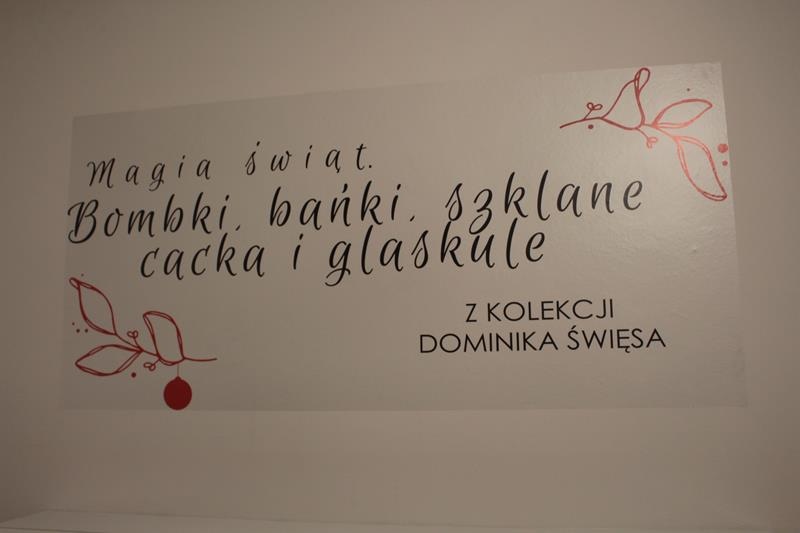 Magia świąt.
Bombki, bańki, szklane
cacka i glaskule
Z KOLEKCJI
DOMINIKA ŚWIĘSA